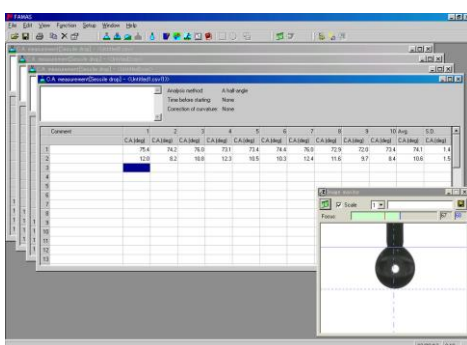 FAMAS
File Edit View Function Setup Window Help
C.A. measurement[Sessile drop] - (Untitled1.csv/13)
Analysis method: A half-angle
Time before starting: None
Correction of curvature: None
Comment 1 2 3 4 5 6 7 8 9 10 Avg. S.D.
C.A.(deg) C.A.(deg) C.A.(deg) C.A.(deg) C.A.(deg) C.A.(deg) C.A.(deg) C.A.(deg) C.A.(deg) C.A.(deg) C.A.(deg) C.A.(deg)
1 75.4 74.2 76.0 73.1 73.4 74.4 76.0 72.9 72.0 73.4 74.1 1.4
2 12.0 8.2 10.8 12.3 10.5 10.3 12.4 11.6 9.7 8.4 10.6 1.5
3
4
5
6
7
8
9
10
11
12
13
Scale 1
Focus